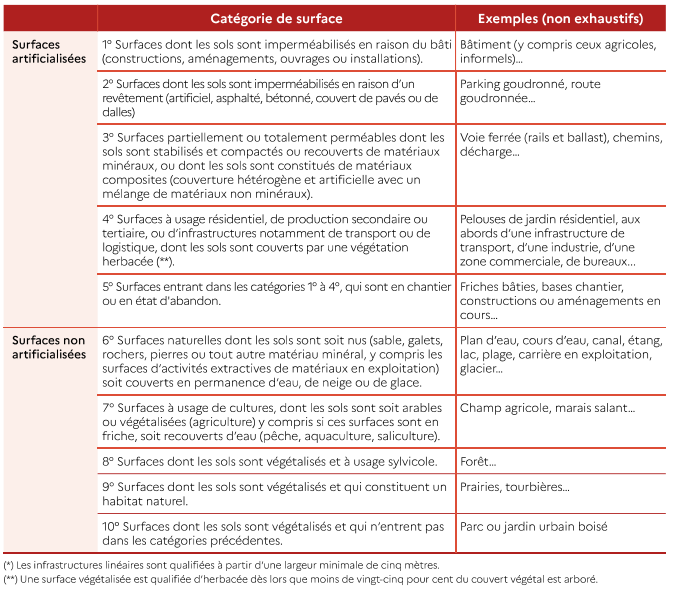 Catégorie de surface
Exemples (non exhaustifs)
Surfaces
artificialisées
1° Surfaces dont les sols sont imperméabilisés en raison du bâti
(constructions, aménagements, ouvrages ou installations).
Bâtiment (y compris ceux agricoles,
informels)…
2° Surfaces dont les sols sont imperméabilisés en raison d'un
revêtement (artificiel, asphalté, bétonné, couvert de pavés ou de
dalles)
Parking goudronné, route
goudronnée…
3° Surfaces partiellement ou totalement perméables dont les
sols sont stabilisés et compactés ou recouverts de matériaux
minéraux, ou dont les sols sont constitués de matériaux
composites (couverture hétérogène et artificielle avec un
mélange de matériaux non minéraux).
Voie ferrée (rails et ballast), chemins,
décharge…
4° Surfaces à usage résidentiel, de production secondaire ou
tertiaire, ou d'infrastructures notamment de transport ou de
logistique, dont les sols sont couverts par une végétation
herbacée (**).
Pelouses de jardin résidentiel, aux
abords d'une infrastructure de
transport, d'une industrie, d'une
zone commerciale, de bureaux...
5° Surfaces entrant dans les catégories 1° à 4°, qui sont en chantier
ou en état d'abandon.
Friches bâties, bases chantier,
constructions ou aménagements en
cours…
Surfaces non
artificialisées
6° Surfaces naturelles dont les sols sont soit nus (sable, galets,
rochers, pierres ou tout autre matériau minéral, y compris les
surfaces d'activités extractives de matériaux en exploitation)
soit couverts en permanence d'eau, de neige ou de glace.
Plan d'eau, cours d'eau, canal, étang,
lac, plage, carrière en exploitation,
glacier…
7° Surfaces à usage de cultures, dont les sols sont soit arables
ou végétalisées (agriculture) y compris si ces surfaces sont en
friche, soit recouverts d'eau (pêche, aquaculture, saliculture).
Champ agricole, marais salant…
8° Surfaces dont les sols sont végétalisés et à usage sylvicole.
Forêt…
9° Surfaces dont les sols sont végétalisés et qui constituent un
habitat naturel.
Prairies, tourbières…
10° Surfaces dont les sols sont végétalisés et qui n'entrent pas
dans les catégories précédentes.
Parc ou jardin urbain boisé
(*) Les infrastructures linéaires sont qualifiées à partir d'une largeur minimale de cinq mètres.
(**) Une surface végétalisée est qualifiée d'herbacée dès lors que moins de vingt-cinq pour cent du couvert végétal est arboré.